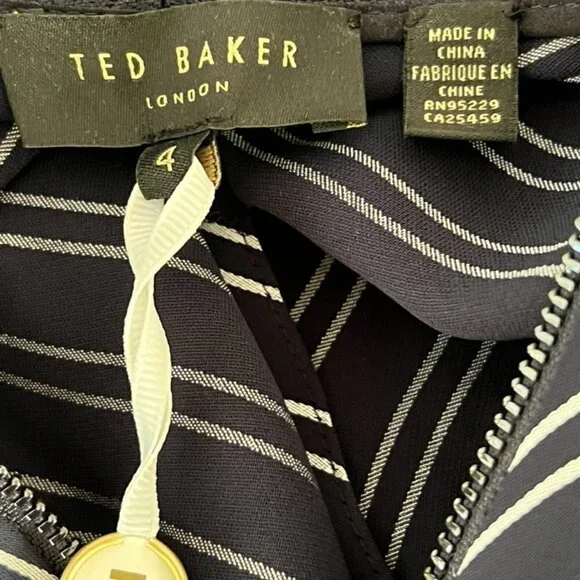 TED BAKER
LONDON
4
MADE IN
CHINA
FABRIQUE EN
CHINE
RN95229
CA25459